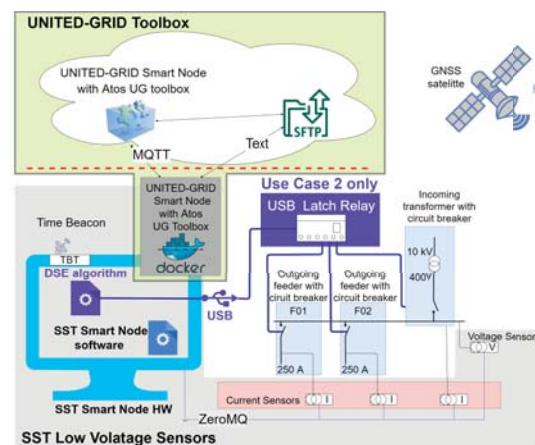 UNITED-GRID Toolbox
UNITED-GRID Smart Node
with Atos UG toolbox
SFTP
GNSS
satelitte
MQTT
Text
UNITED-GRID
Smart Node
with Atos
UG Toolbox
docker
Use Case 2 only
USB Latch Relay
Incoming
transformer with
circuit breaker
10 kV
400V
Time Beacon
TBT
DSE algorithm
USB
SST Smart Node
software
SST Smart Node HW
Outgoing
feeder with
circuit breaker
F01
250 A
Outgoing
feeder with
circuit breaker
F02
250 A
Voltage Sensor
V
Current Sensors
I
I
I
ZeroMQ
SST Low Volatage Sensors